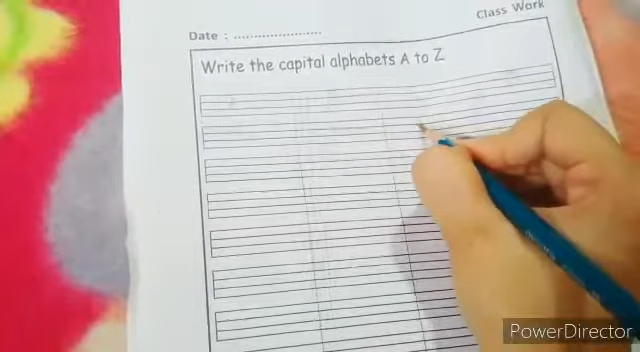 Class Work
Date : ........................
Write the capital alphabets A to Z
PowerDirector